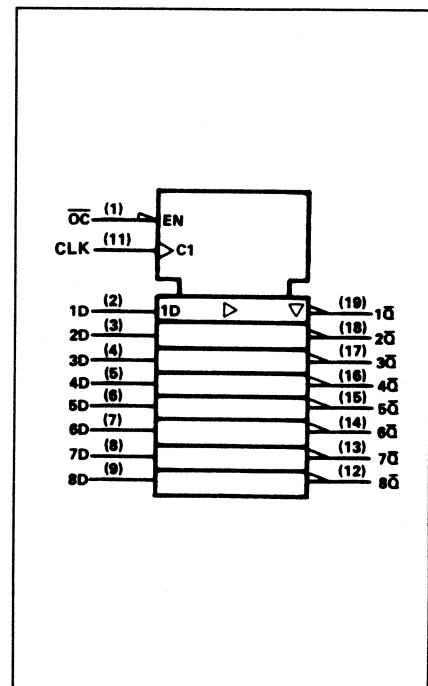 O̅C̅ (1) EN
CLK (11) C1
1D (2) 1D (19) 1Q̅
2D (3) (18) 2Q̅
3D (4) (17) 3Q̅
4D (5) (16) 4Q̅
5D (6) (15) 5Q̅
6D (7) (14) 6Q̅
7D (8) (13) 7Q̅
8D (9) (12) 8Q̅